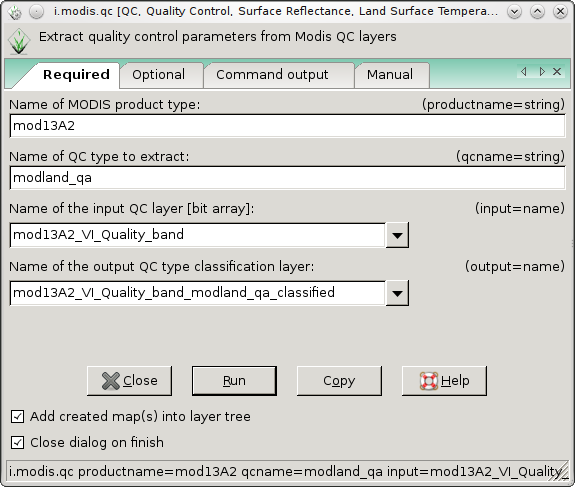 i.modis.qc [QC, Quality Control, Surface Reflectance, Land Surface Tempera...
Extract quality control parameters from Modis QC layers
Required Optional Command output Manual
Name of MODIS product type: (productname=string)
mod13A2
Name of QC type to extract: (qcname=string)
modland_qa
Name of the input QC layer [bit array]: (input=name)
mod13A2_VI_Quality_band
Name of the output QC type classification layer: (output=name)
mod13A2_VI_Quality_band_modland_qa_classified
Close Run Copy Help
Add created map(s) into layer tree
Close dialog on finish
i.modis.qc productname=mod13A2 qcname=modland_qa input=mod13A2_VI_Quality_